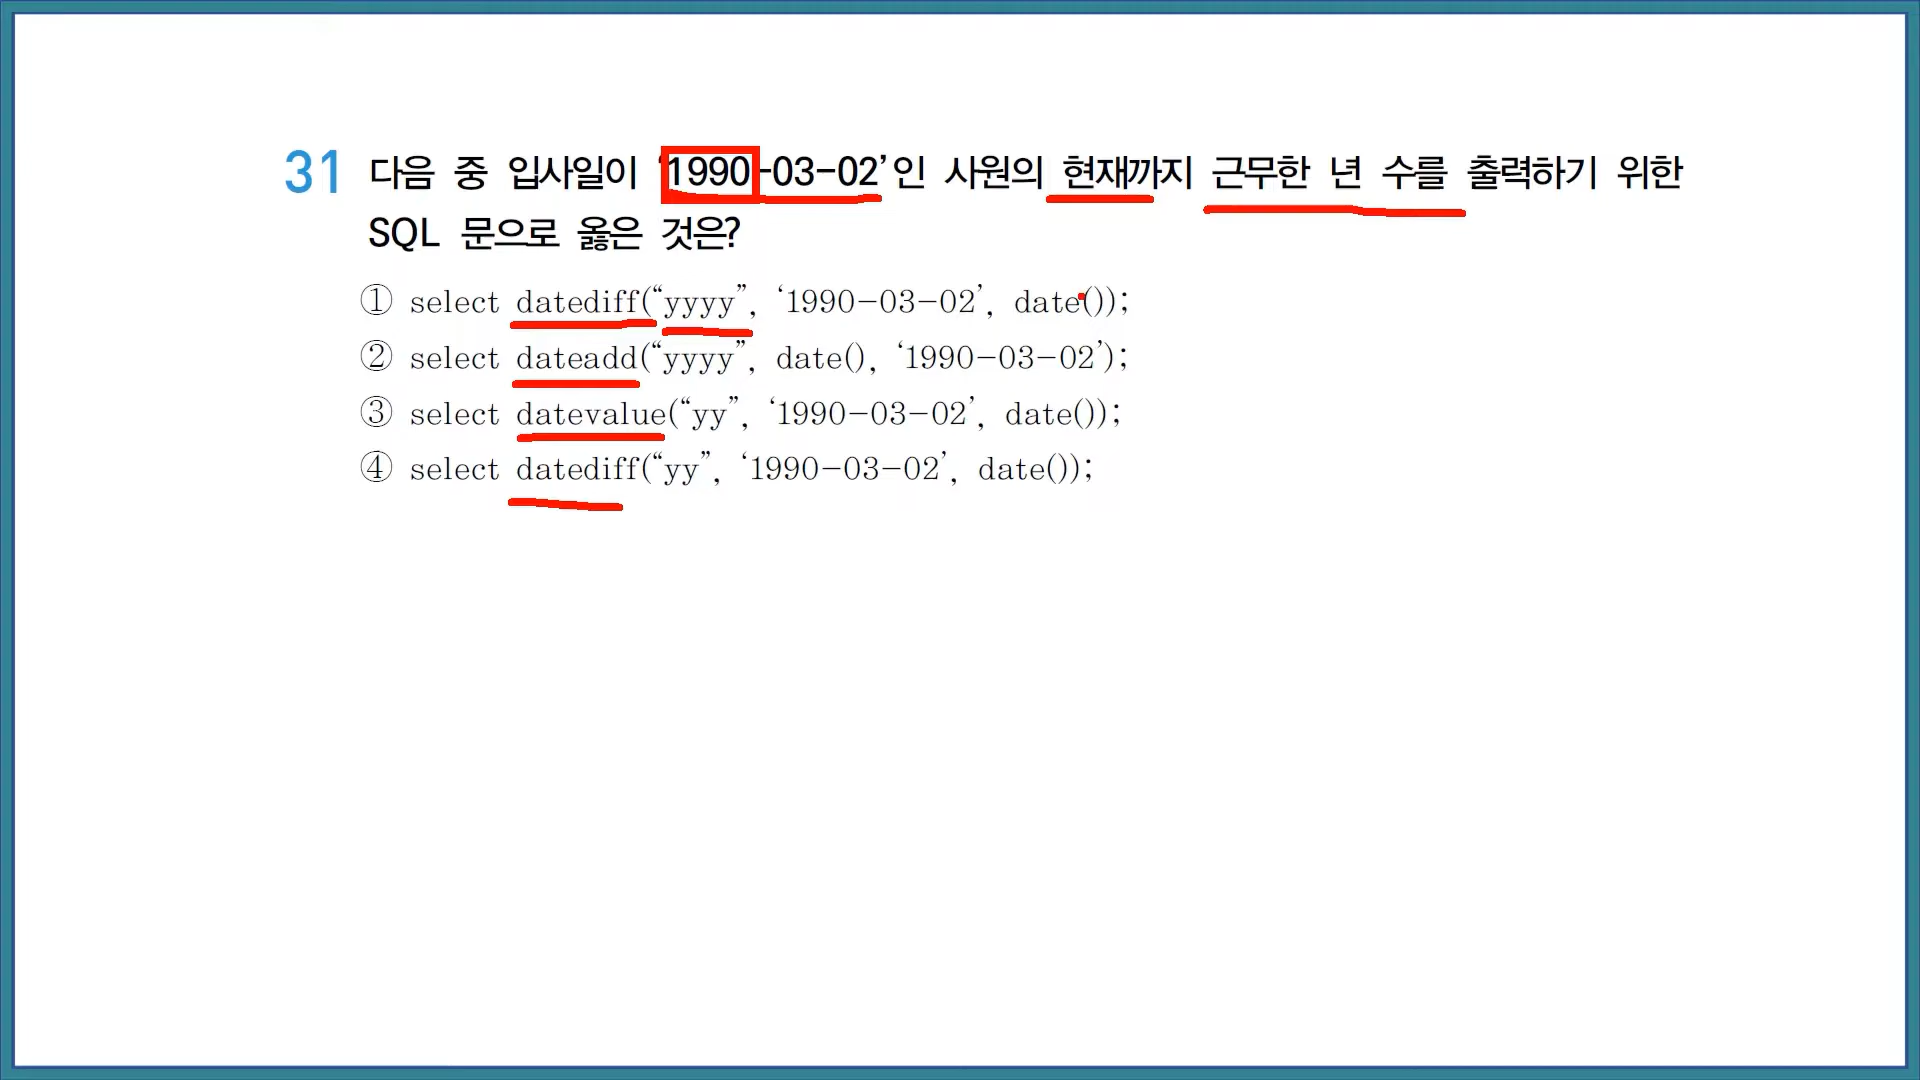 31 다음 중 입사일이 ‘1990-03-02’인 사원의 현재까지 근무한 년 수를 출력하기 위한
SQL 문으로 옳은 것은?
① select datediff(“yyyy”, ‘1990-03-02’, date());
② select dateadd(“yyyy”, date(), ‘1990-03-02’);
③ select datevalue(“yy”, ‘1990-03-02’, date());
④ select datediff(“yy”, ‘1990-03-02’, date());